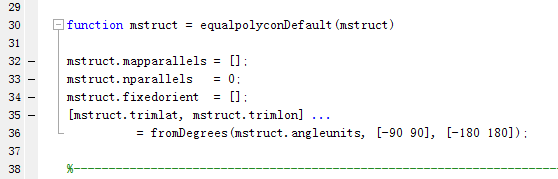 29
30 function mstruct = equalpolyconDefault(mstruct)
31
32 - mstruct.mapparallels = [];
33 - mstruct.nparallels   = 0;
34 - mstruct.fixedorient  = [];
35 - [mstruct.trimlat, mstruct.trimlon] ...
36           = fromDegrees(mstruct.angleunits, [-90 90], [-180 180]);
37
38 %--------------------------------------------------------------------------